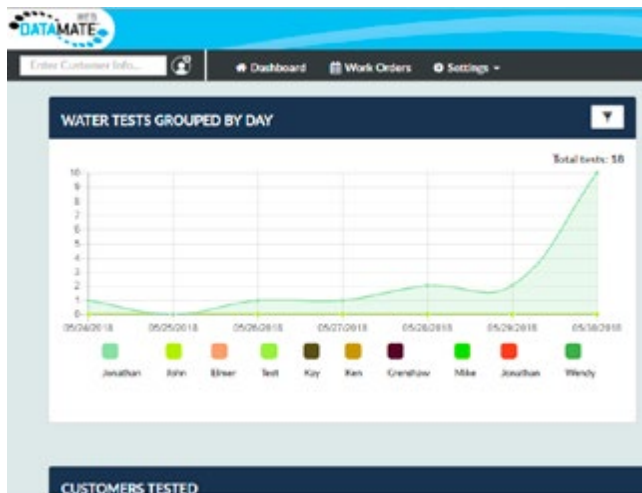 WEB
DATAMATE
Enter Customer Info...
Dashboard
Work Orders
Settings
WATER TESTS GROUPED BY DAY
Total tests: 18
10
9
8
7
6
5
4
3
2
1
0
05/24/2018 05/25/2018 05/26/2018 05/27/2018 05/28/2018 05/29/2018 05/30/2018
Jonathan John Elmer Test Kay Ken Crenshaw Mike Jonathan Wendy
CUSTOMERS TESTED